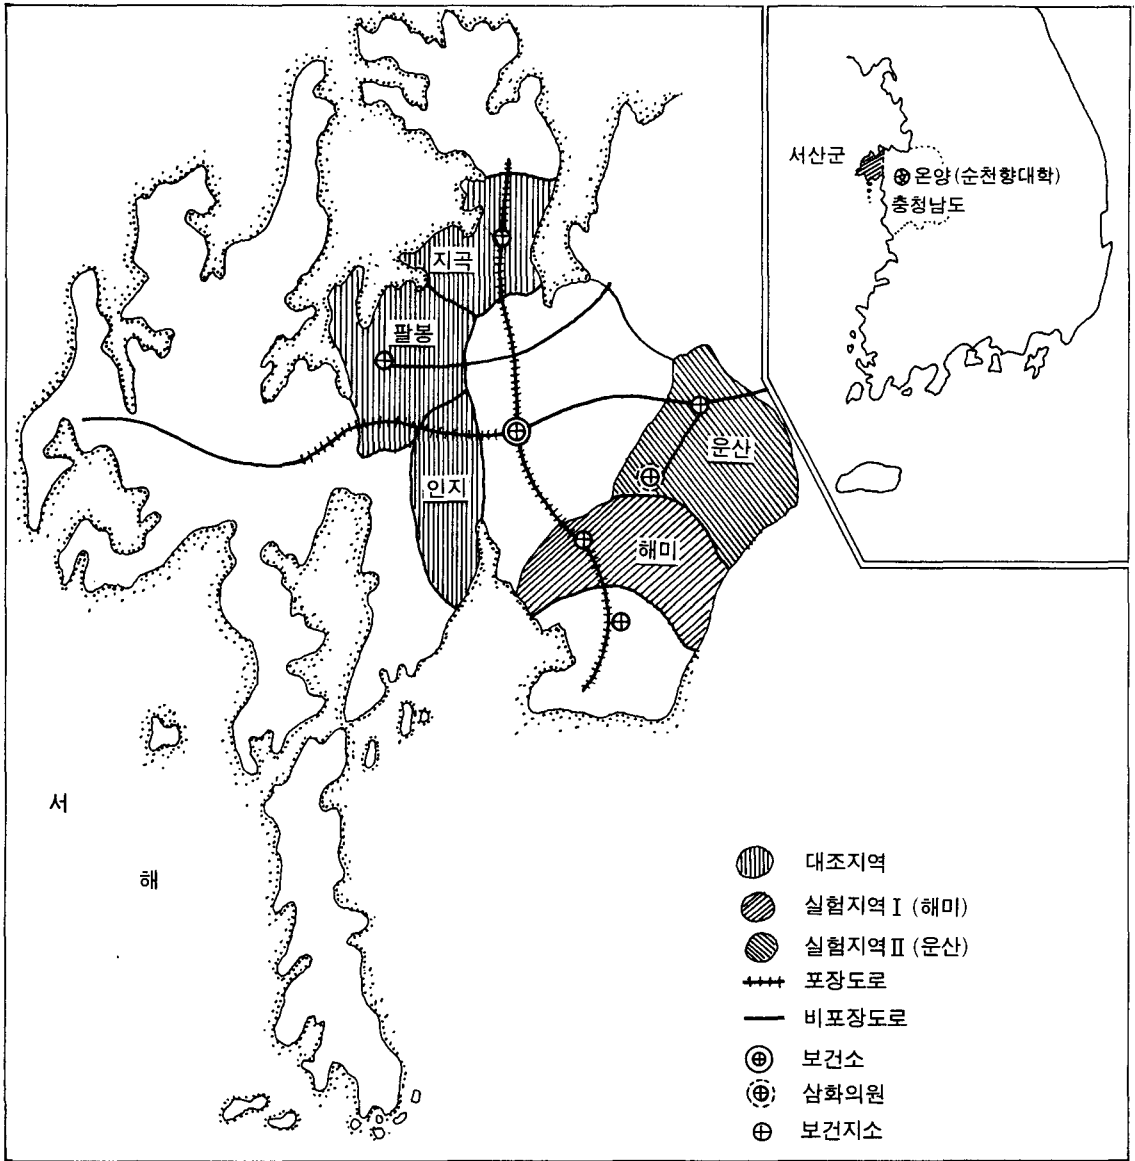 서산군
온양(순천향대학)
충청남도
지곡
팔봉
운산
인지
해미
서
해
대조지역
실험지역 I (해미)
실험지역 II (운산)
포장도로
비포장도로
보건소
삼화의원
보건지소